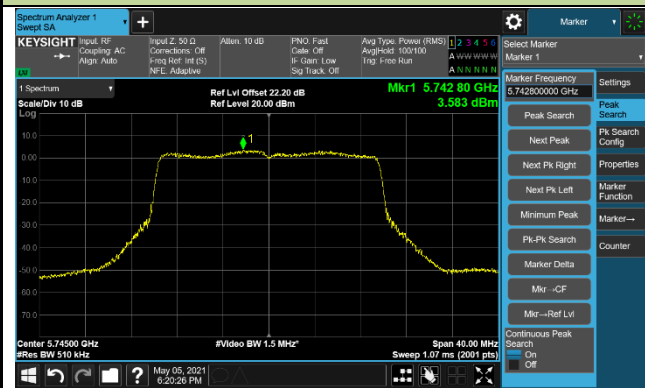 Spectrum Analyzer 1
Swept SA
Marker
KEYSIGHT
Input: RF
Coupling: AC
Align: Auto
Input Z: 50 Ω
Corrections: Off
Freq Ref: Int (S)
NFE: Adaptive
Atten: 10 dB
PNO: Fast
Gate: Off
IF Gain: Low
Sig Track: Off
Avg Type: Power (RMS)
Avg|Hold: 100/100
Trig: Free Run
1 2 3 4 5 6
A W W W W W
A N N N N N
Select Marker
Marker 1
1 Spectrum
Scale/Div 10 dB
Log
Ref Lvl Offset 22.20 dB
Ref Level 20.00 dBm
Mkr1 5.742 80 GHz
3.583 dBm
10.0
0.00
-10.0
-20.0
-30.0
-40.0
-50.0
-60.0
-70.0
1
Center 5.74500 GHz
#Res BW 510 kHz
#Video BW 1.5 MHz*
Span 40.00 MHz
Sweep 1.07 ms (2001 pts)
Marker Frequency
5.742800000 GHz
Peak Search
Next Peak
Next Pk Right
Next Pk Left
Minimum Peak
Pk-Pk Search
Marker Delta
Mkr→CF
Mkr→Ref Lvl
Continuous Peak
Search
On
Off
Settings
Peak
Search
Pk Search
Config
Properties
Marker
Function
Marker→
Counter
?
May 05, 2021
6:20:26 PM